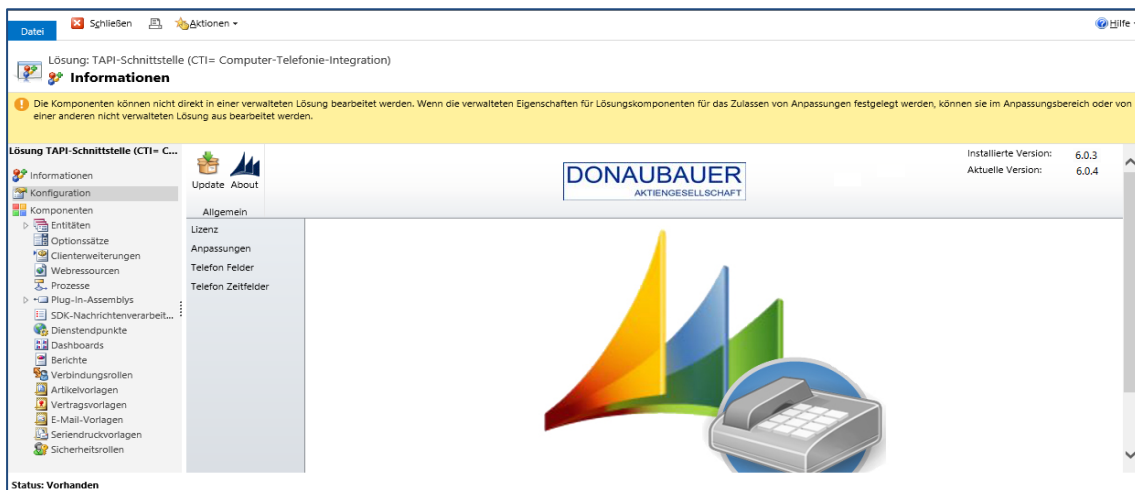 Datei
Schließen
Aktionen
Hilfe
Lösung: TAPI-Schnittstelle (CTI= Computer-Telefonie-Integration)
Informationen
Die Komponenten können nicht direkt in einer verwalteten Lösung bearbeitet werden. Wenn die verwalteten Eigenschaften für Lösungskomponenten für das Zulassen von Anpassungen festgelegt werden, können sie im Anpassungsbereich oder von
einer anderen nicht verwalteten Lösung aus bearbeitet werden.
Lösung TAPI-Schnittstelle (CTI= C...
Informationen
Konfiguration
Komponenten
Entitäten
Optionssätze
Clienterweiterungen
Webressourcen
Prozesse
Plug-In-Assemblys
SDK-Nachrichtenverarbeit...
Dienstendpunkte
Dashboards
Berichte
Verbindungsrollen
Artikelvorlagen
Vertragsvorlagen
E-Mail-Vorlagen
Seriendruckvorlagen
Sicherheitsrollen
Update About
Allgemein
Lizenz
Anpassungen
Telefon Felder
Telefon Zeitfelder
DONAUBAUER
AKTIENGESELLSCHAFT
Installierte Version: 6.0.3
Aktuelle Version: 6.0.4
Status: Vorhanden